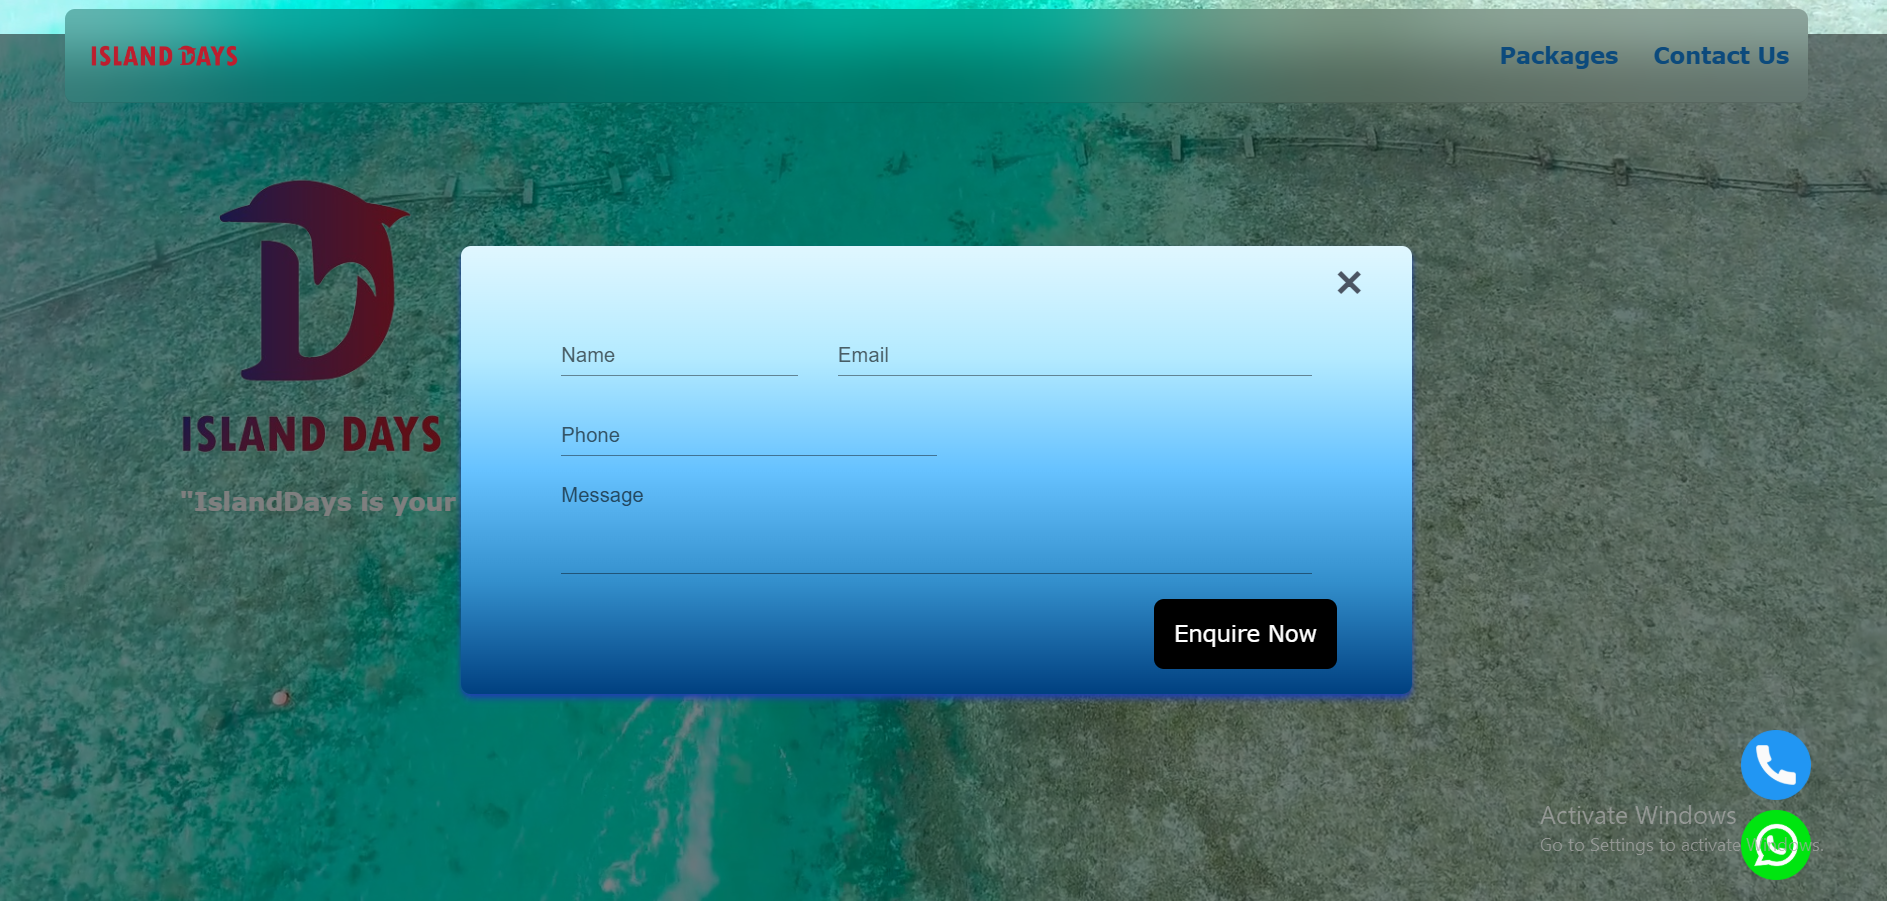 ISLAND DAYS
Packages
Contact Us
ISLAND DAYS
"IslandDays is your
Name
Email
Phone
Message
Enquire Now
Activate Windows
Go to Settings to activate Windows.